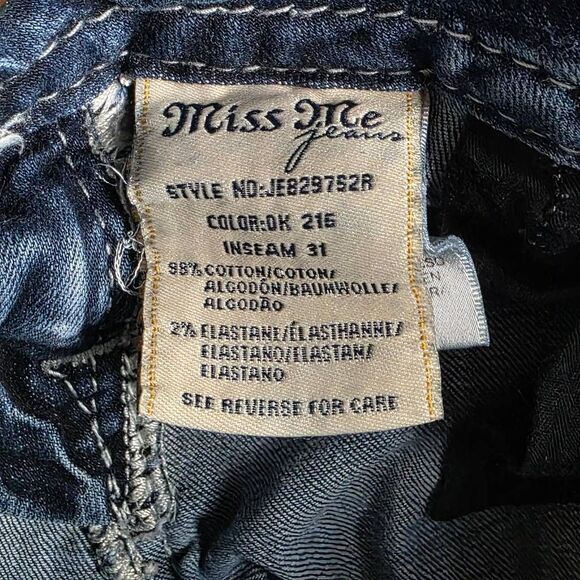 Miss Me
jeans
STYLE NO:JE8297S2R
COLOR:DK 216
INSEAM 31
98% COTTON/COTON/
ALGODÓN/BAUMWOLLE/
ALGODÃO
2% ELASTANE/ÉLASTHANNE/
ELASTANO/ELASTAN/
ELASTANO
SEE REVERSE FOR CARE